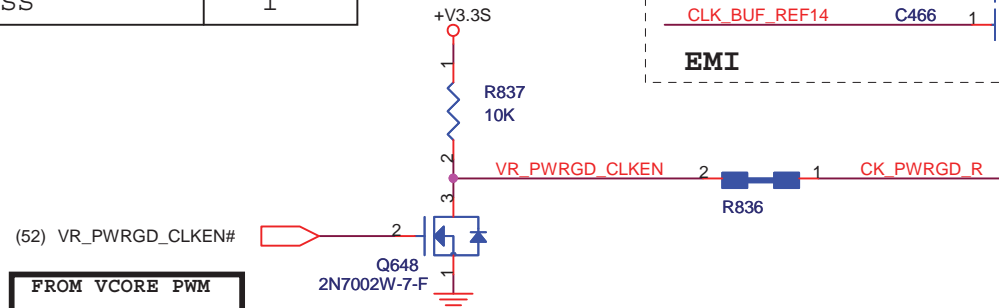 SS 1
+V3.3S
CLK_BUF_REF14 C466 1
EMI
1
R837
10K
2
VR_PWRGD_CLKEN 2 1 CK_PWRGD_R
R836
3
(52) VR_PWRGD_CLKEN# 2
Q648
2N7002W-7-F
1
FROM VCORE PWM